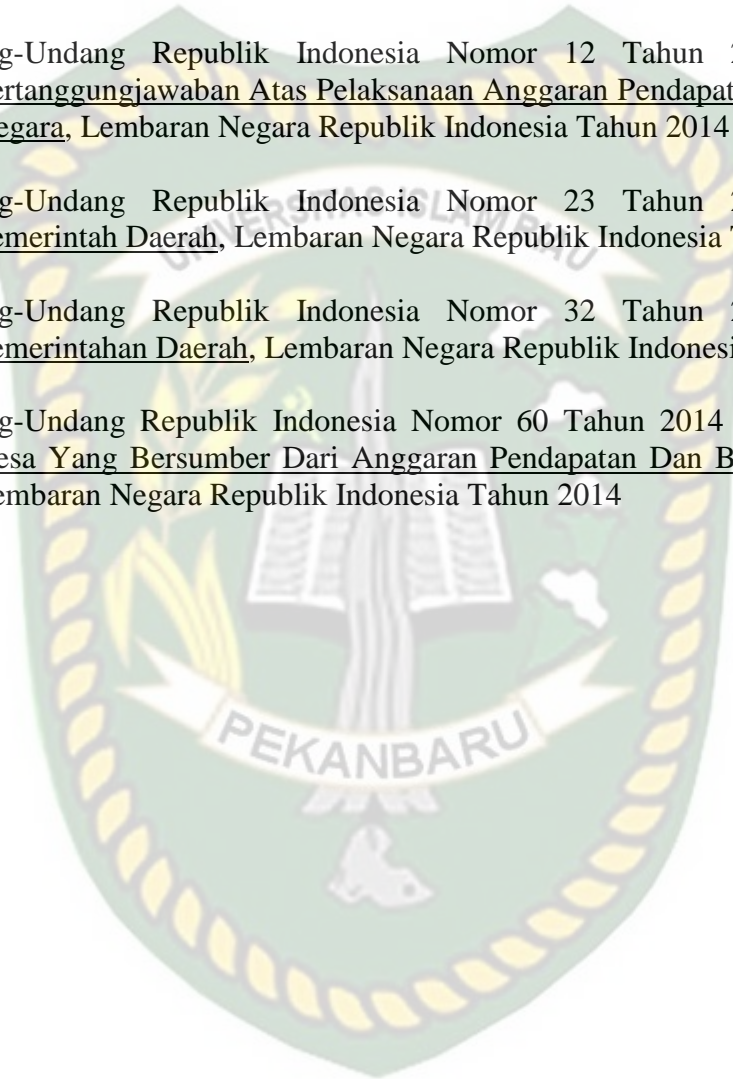 g-Undang Republik Indonesia Nomor 12 Tahun 2
ertanggungjawaban Atas Pelaksanaan Anggaran Pendapat
egara, Lembaran Negara Republik Indonesia Tahun 2014
UNIVERSITAS ISLAM RIAU
g-Undang Republik Indonesia Nomor 23 Tahun 2
emerintah Daerah, Lembaran Negara Republik Indonesia T
g-Undang Republik Indonesia Nomor 32 Tahun 2
emerintahan Daerah, Lembaran Negara Republik Indonesi
g-Undang Republik Indonesia Nomor 60 Tahun 2014
esa Yang Bersumber Dari Anggaran Pendapatan Dan B
embaran Negara Republik Indonesia Tahun 2014
PEKANBARU